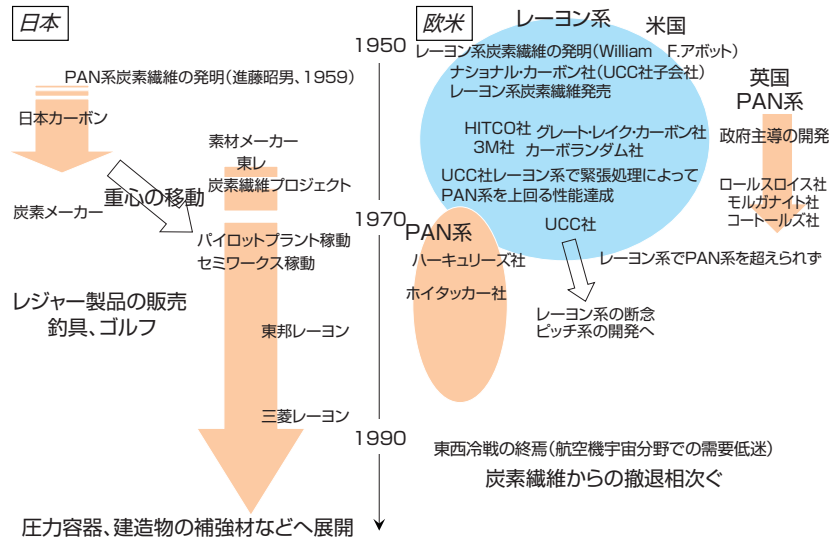 日本
PAN系炭素繊維の発明(進藤昭男、1959)
日本カーボン
素材メーカー
東レ
炭素繊維プロジェクト
重心の移動
炭素メーカー
パイロットプラント稼動
セミワークス稼動
レジャー製品の販売
釣具、ゴルフ
東邦レーヨン
三菱レーヨン
圧力容器、建造物の補強材などへ展開
1950
1970
1990
欧米
レーヨン系
米国
レーヨン系炭素繊維の発明(William F.アボット)
ナショナル・カーボン社(UCC社子会社)
レーヨン系炭素繊維発売
HITCO社 グレート・レイク・カーボン社
3M社 カーボランダム社
UCC社レーヨン系で緊張処理によって
PAN系を上回る性能達成
UCC社
PAN系
ハーキュリーズ社
ホイタッカー社
レーヨン系でPAN系を超えられず
レーヨン系の断念
ピッチ系の開発へ
英国
PAN系
政府主導の開発
ロールスロイス社
モルガナイト社
コートールズ社
東西冷戦の終焉(航空機宇宙分野での需要低迷)
炭素繊維からの撤退相次ぐ